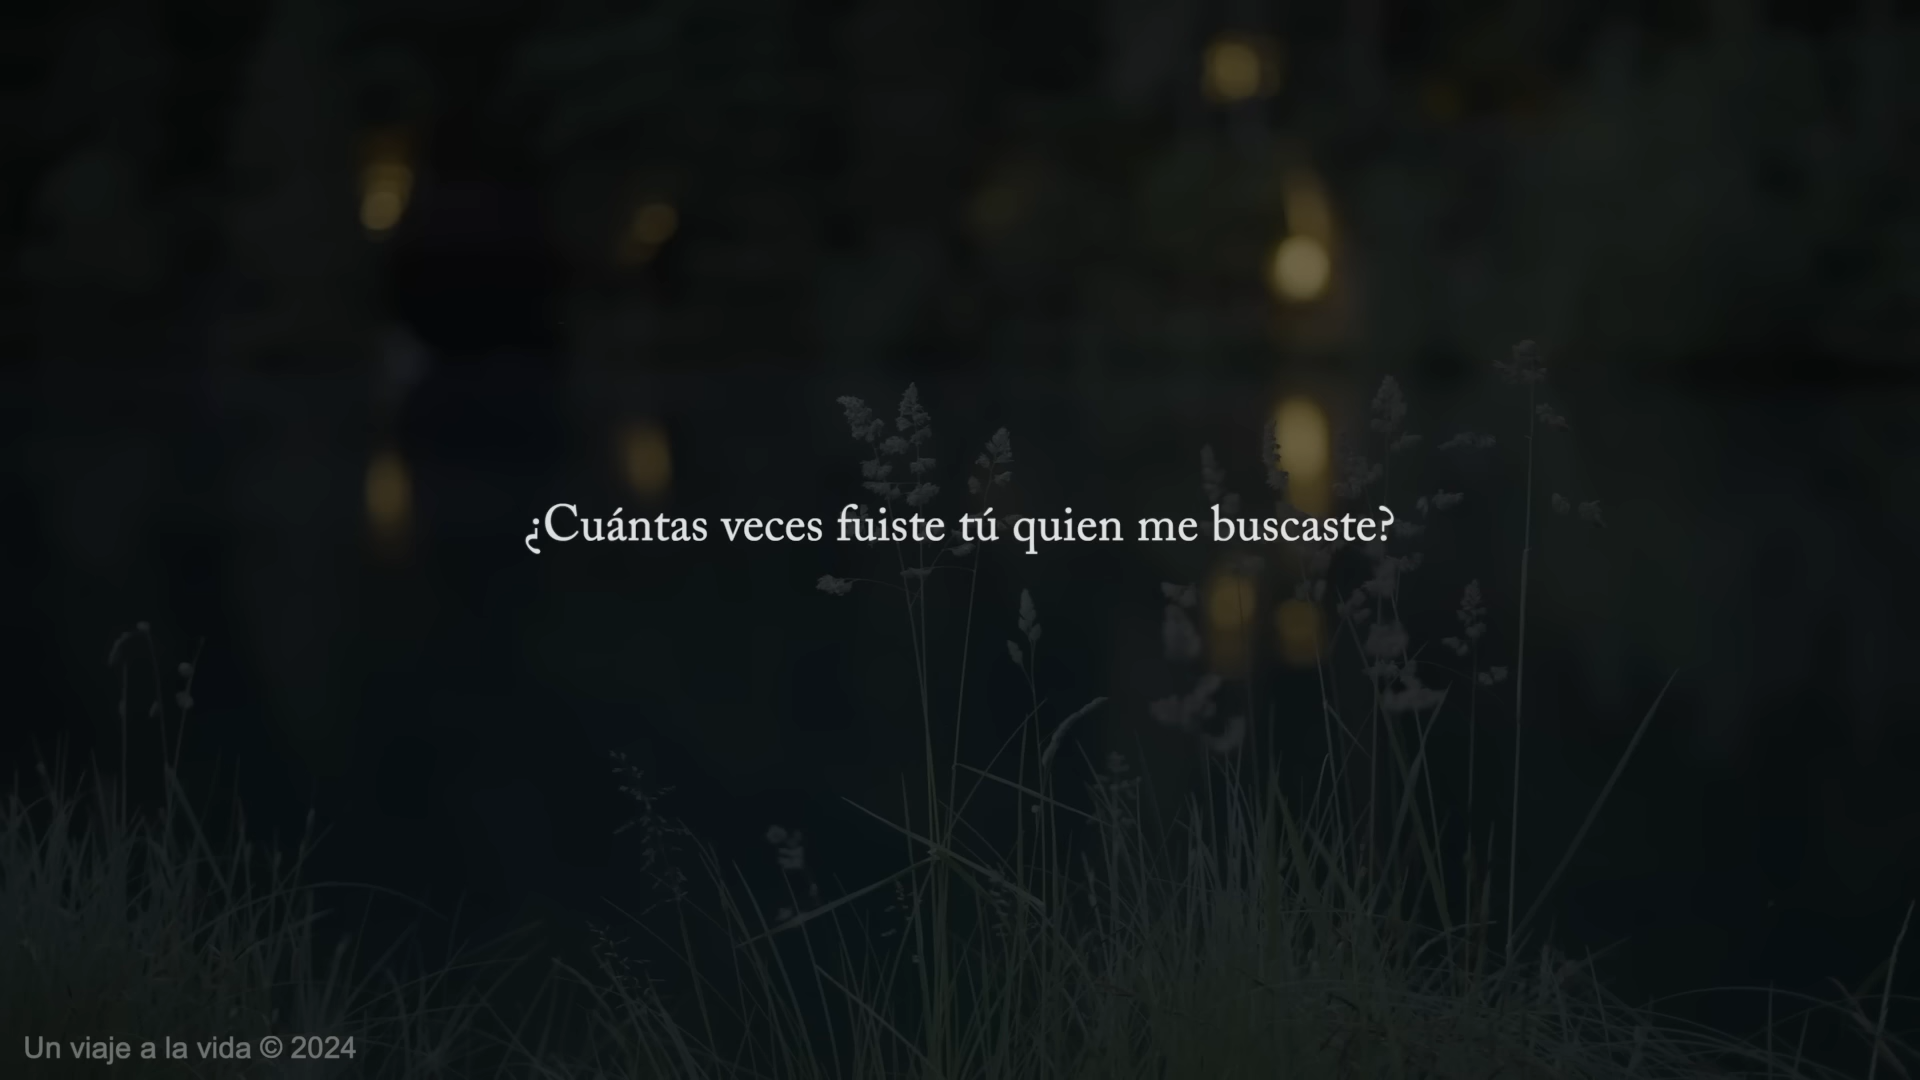 ¿Cuántas veces fuiste tú quien me buscaste?
Un viaje a la vida © 2024